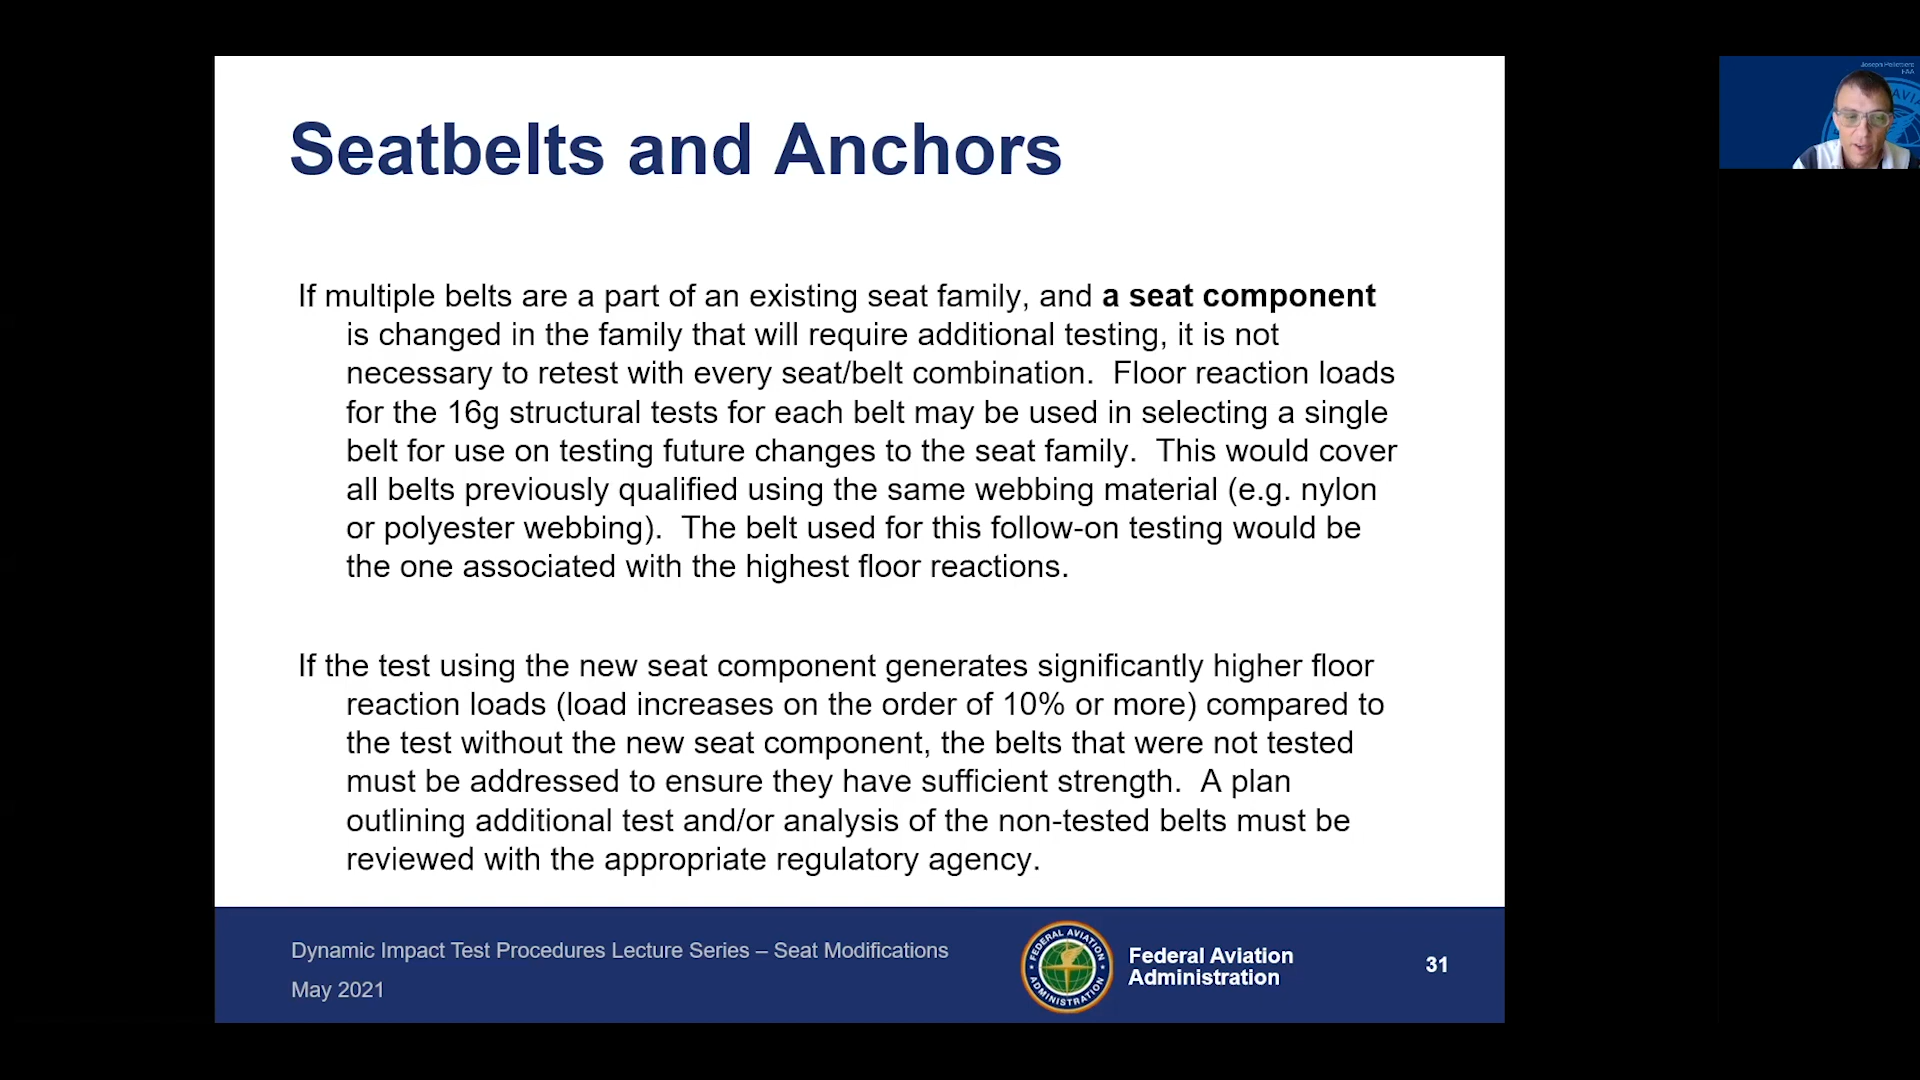 Seatbelts and Anchors
If multiple belts are a part of an existing seat family, and a seat component
is changed in the family that will require additional testing, it is not
necessary to retest with every seat/belt combination.  Floor reaction loads
for the 16g structural tests for each belt may be used in selecting a single
belt for use on testing future changes to the seat family.  This would cover
all belts previously qualified using the same webbing material (e.g. nylon
or polyester webbing).  The belt used for this follow-on testing would be
the one associated with the highest floor reactions.
If the test using the new seat component generates significantly higher floor
reaction loads (load increases on the order of 10% or more) compared to
the test without the new seat component, the belts that were not tested
must be addressed to ensure they have sufficient strength.  A plan
outlining additional test and/or analysis of the non-tested belts must be
reviewed with the appropriate regulatory agency.
Dynamic Impact Test Procedures Lecture Series – Seat Modifications
May 2021
FEDERAL AVIATION
ADMINISTRATION
Federal Aviation
Administration
31
Joseph Pelletiere
FAA
AVI